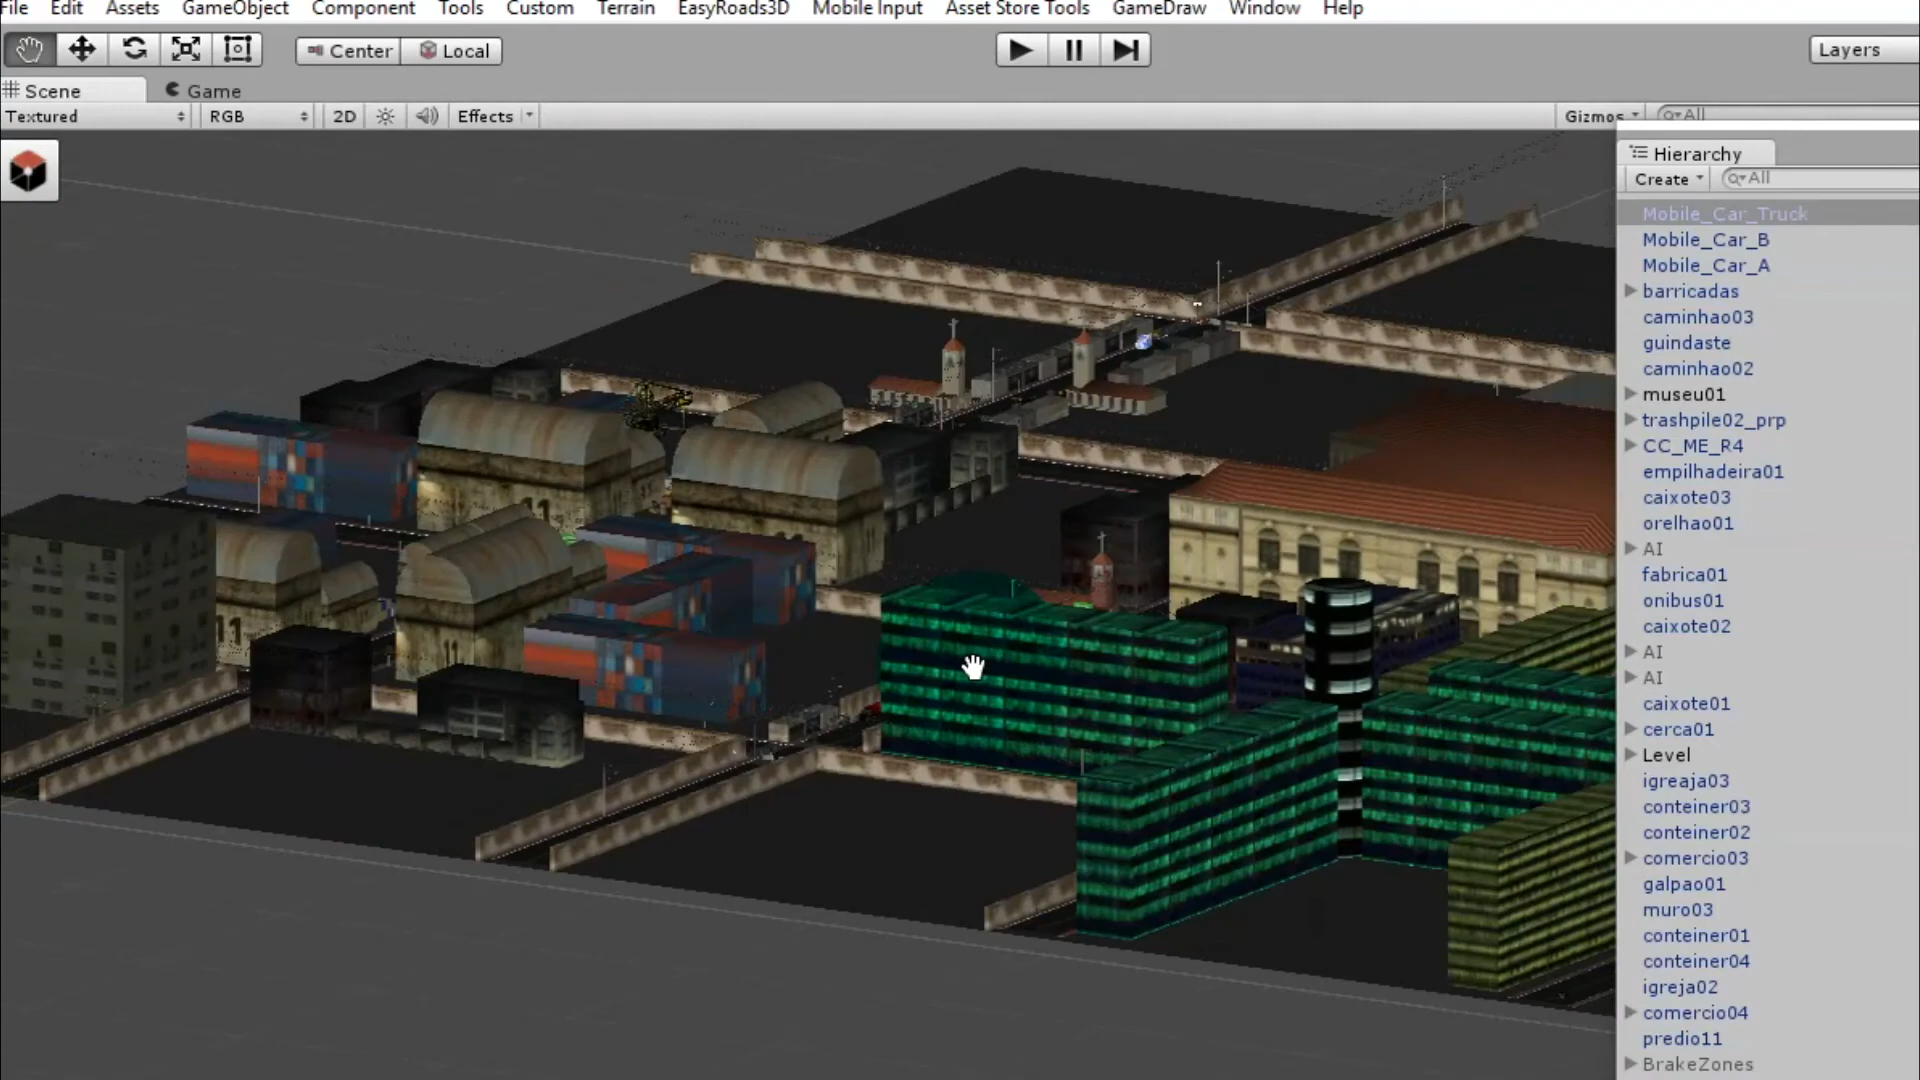 File Edit Assets GameObject Component Tools Custom Terrain EasyRoads3D Mobile Input Asset Store Tools GameDraw Window Help
Center Local
Layers
Scene Game
Textured RGB 2D Effects Gizmos All
Hierarchy
Create All
Mobile_Car_Truck
Mobile_Car_B
Mobile_Car_A
barricadas
caminhao03
guindaste
caminhao02
museu01
trashpile02_prp
CC_ME_R4
empilhadeira01
caixote03
orelhao01
AI
fabrica01
onibus01
caixote02
AI
AI
caixote01
cerca01
Level
igreaja03
conteiner03
conteiner02
comercio03
galpao01
muro03
conteiner01
conteiner04
igreja02
comercio04
predio11
BrakeZones
11
11
11